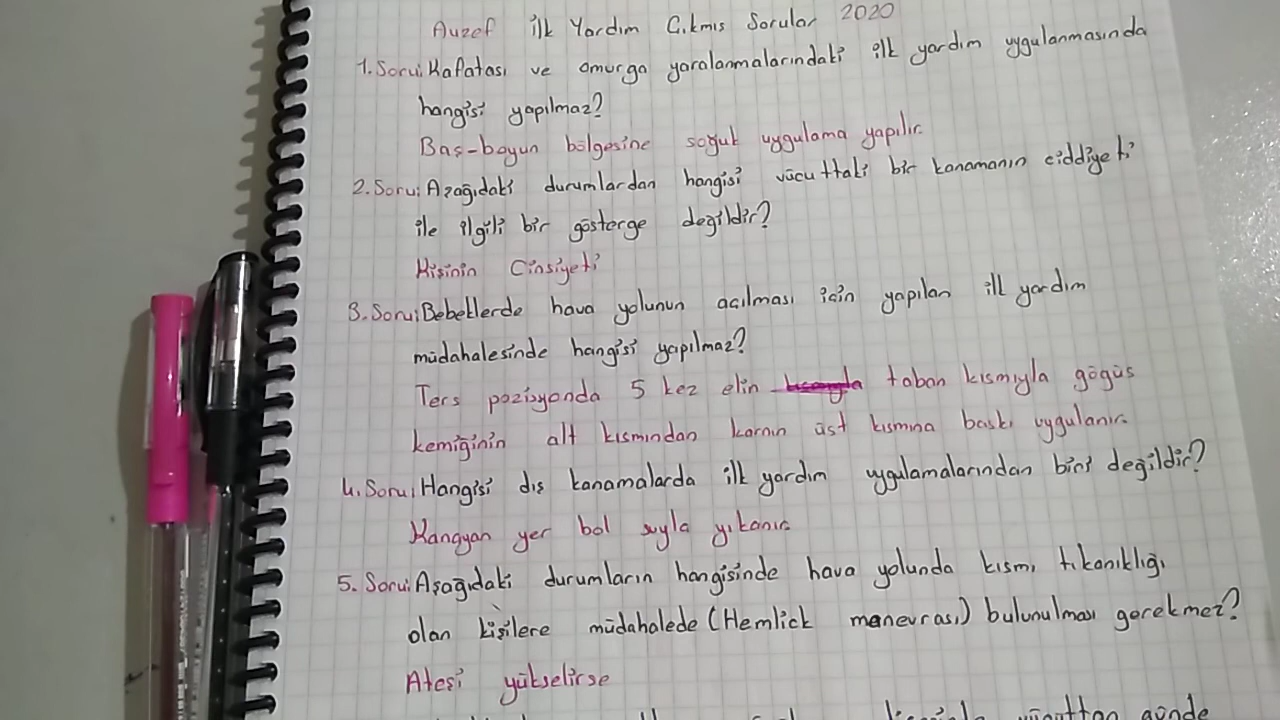 Auzef ilk Yardım Çıkmış Sorular 2020
1. Soru: Kafatası ve omurga yaralanmalarındaki ilk yardım uygulanmasında
hangisi yapılmaz?
Baş-boyun bölgesine soğuk uygulama yapılır.
2. Soru: Aşağıdaki durumlardan hangisi vücuttaki bir kanamanın ciddiyeti
ile ilgili bir gösterge değildir?
Kişinin Cinsiyeti
3. Soru: Bebeklerde hava yolunun açılması için yapılan ilk yardım
müdahalesinde hangisi yapılmaz?
Ters pozisyonda 5 kez elin taban kısmıyla göğüs
kemiğinin alt kısmından karnın üst kısmına baskı uygulanır.
4. Soru: Hangisi dış kanamalarda ilk yardım uygulamalarından biri değildir?
Kanayan yer bol suyla yıkanır.
5. Soru: Aşağıdaki durumların hangisinde hava yolunda kısmı tıkanıklığı
olan kişilere müdahalede (Hemlick manevrası) bulunulması gerekmez?
Ateşi yükselirse